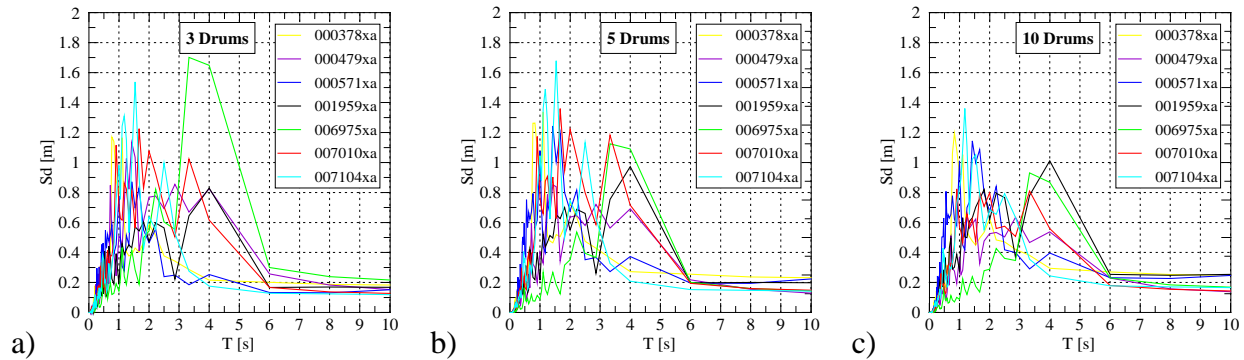 3 Drums
000378xa
000479xa
000571xa
001959xa
006975xa
007010xa
007104xa
2
1.8
1.6
1.4
1.2
1
0.8
0.6
0.4
0.2
0
Sd [m]
0 1 2 3 4 5 6 7 8 9 10
T [s]
a)
5 Drums
000378xa
000479xa
000571xa
001959xa
006975xa
007010xa
007104xa
2
1.8
1.6
1.4
1.2
1
0.8
0.6
0.4
0.2
0
Sd [m]
0 1 2 3 4 5 6 7 8 9 10
T [s]
b)
10 Drums
000378xa
000479xa
000571xa
001959xa
006975xa
007010xa
007104xa
2
1.8
1.6
1.4
1.2
1
0.8
0.6
0.4
0.2
0
Sd [m]
0 1 2 3 4 5 6 7 8 9 10
T [s]
c)